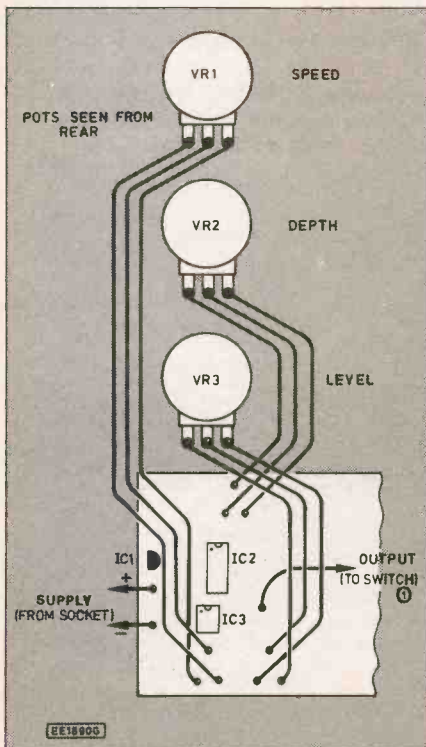 VR1 SPEED
POTS SEEN FROM
REAR
VR2 DEPTH
VR3
LEVEL
IC1 IC2
+
OUTPUT
(TO SWITCH)
1
SUPPLY
(FROM SOCKET)
−
IC3
EE1890G